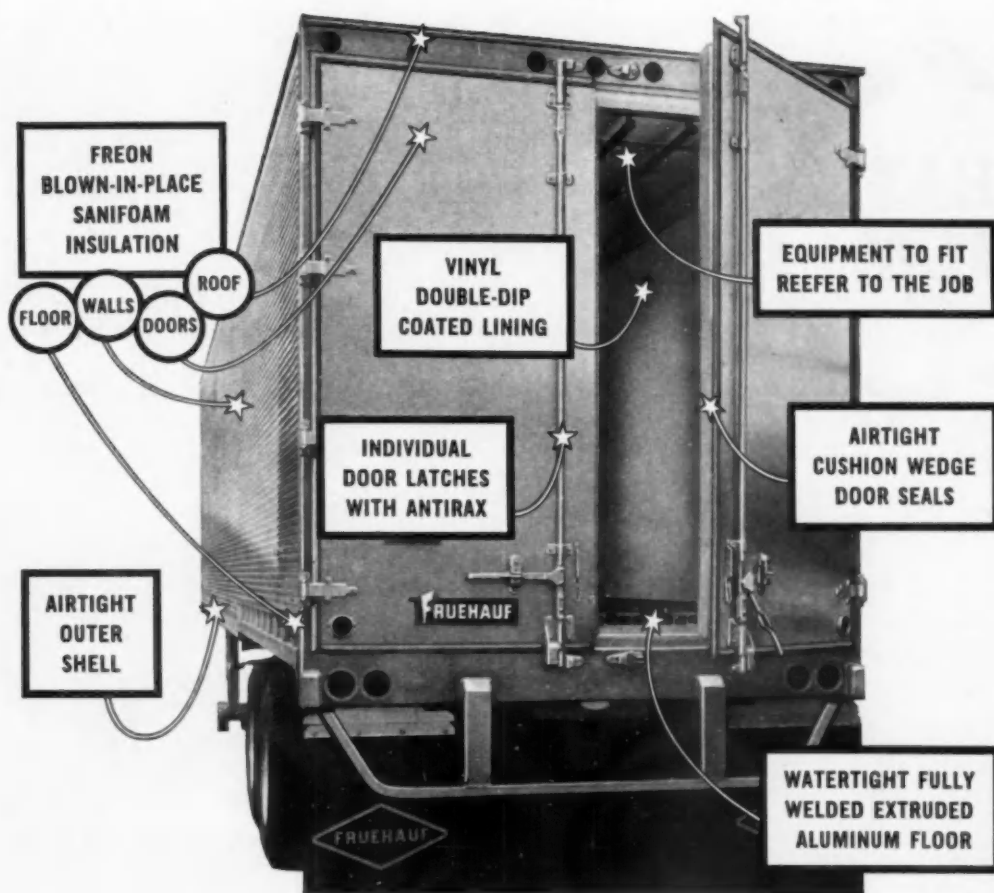 FREON
BLOWN-IN-PLACE
SANIFOAM
INSULATION
ROOF
WALLS
DOORS
FLOOR
VINYL
DOUBLE-DIP
COATED LINING
EQUIPMENT TO FIT
REEFER TO THE JOB
INDIVIDUAL
DOOR LATCHES
WITH ANTIRAX
AIRTIGHT
CUSHION WEDGE
DOOR SEALS
AIRTIGHT
OUTER
SHELL
FRUEHAUF
WATERTIGHT FULLY
WELDED EXTRUDED
ALUMINUM FLOOR
FRUEHAUF